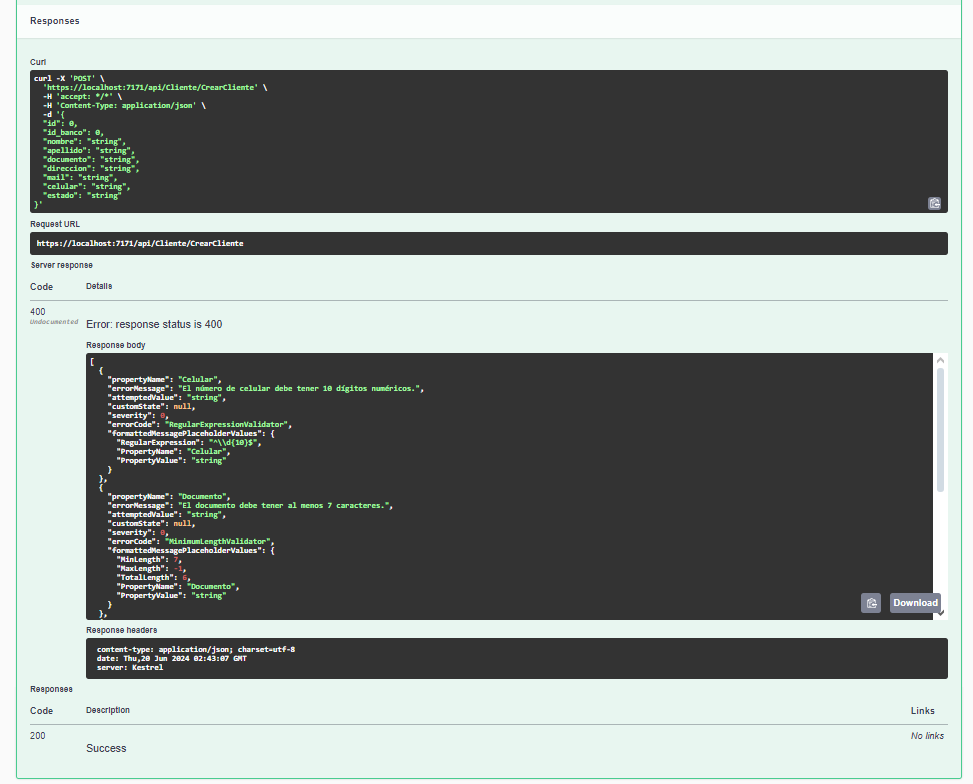 Responses
Curl
curl -X 'POST' \
'https://localhost:7171/api/Cliente/CrearCliente' \
-H 'accept: */*' \
-H 'Content-Type: application/json' \
-d '{
"id": 0,
"id_banco": 0,
"nombre": "string",
"apellido": "string",
"documento": "string",
"direccion": "string",
"mail": "string",
"celular": "string",
"estado": "string"
}'
Request URL
https://localhost:7171/api/Cliente/CrearCliente
Server response
Code Details
400
Undocumented
Error: response status is 400
Response body
[
{
"propertyName": "Celular",
"errorMessage": "El número de celular debe tener 10 dígitos numéricos.",
"attemptedValue": "string",
"customState": null,
"severity": 0,
"errorCode": "RegularExpressionValidator",
"formattedMessagePlaceholderValues": {
"RegularExpression": "^\\d{10}$",
"PropertyName": "Celular",
"PropertyValue": "string"
}
},
{
"propertyName": "Documento",
"errorMessage": "El documento debe tener al menos 7 caracteres.",
"attemptedValue": "string",
"customState": null,
"severity": 0,
"errorCode": "MinimumLengthValidator",
"formattedMessagePlaceholderValues": {
"MinLength": 7,
"MaxLength": -1,
"TotalLength": 6,
"PropertyName": "Documento",
"PropertyValue": "string"
}
},
Download
Response headers
content-type: application/json; charset=utf-8
date: Thu,20 Jun 2024 02:43:07 GMT
server: Kestrel
Responses
Code Description Links
200 No links
Success